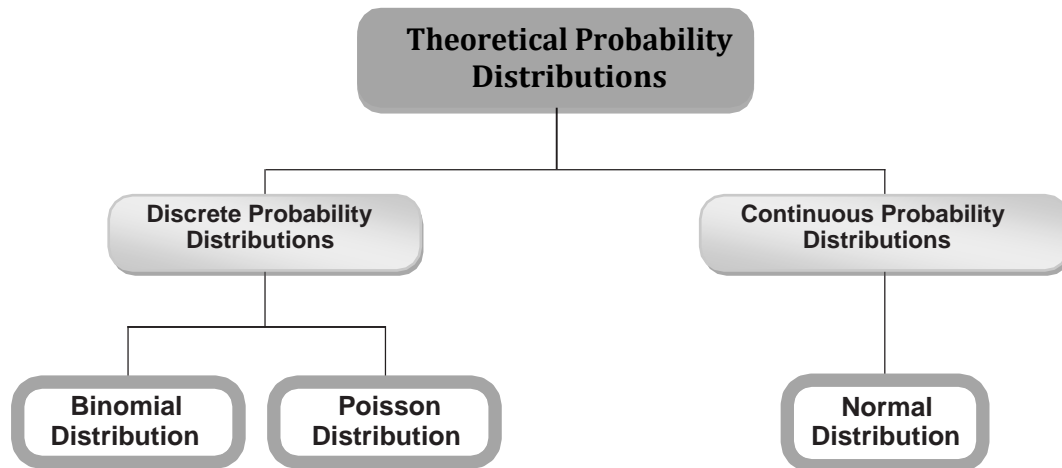 Theoretical Probability
Distributions
Discrete Probability
Distributions
Continuous Probability
Distributions
Binomial
Distribution
Poisson
Distribution
Normal
Distribution